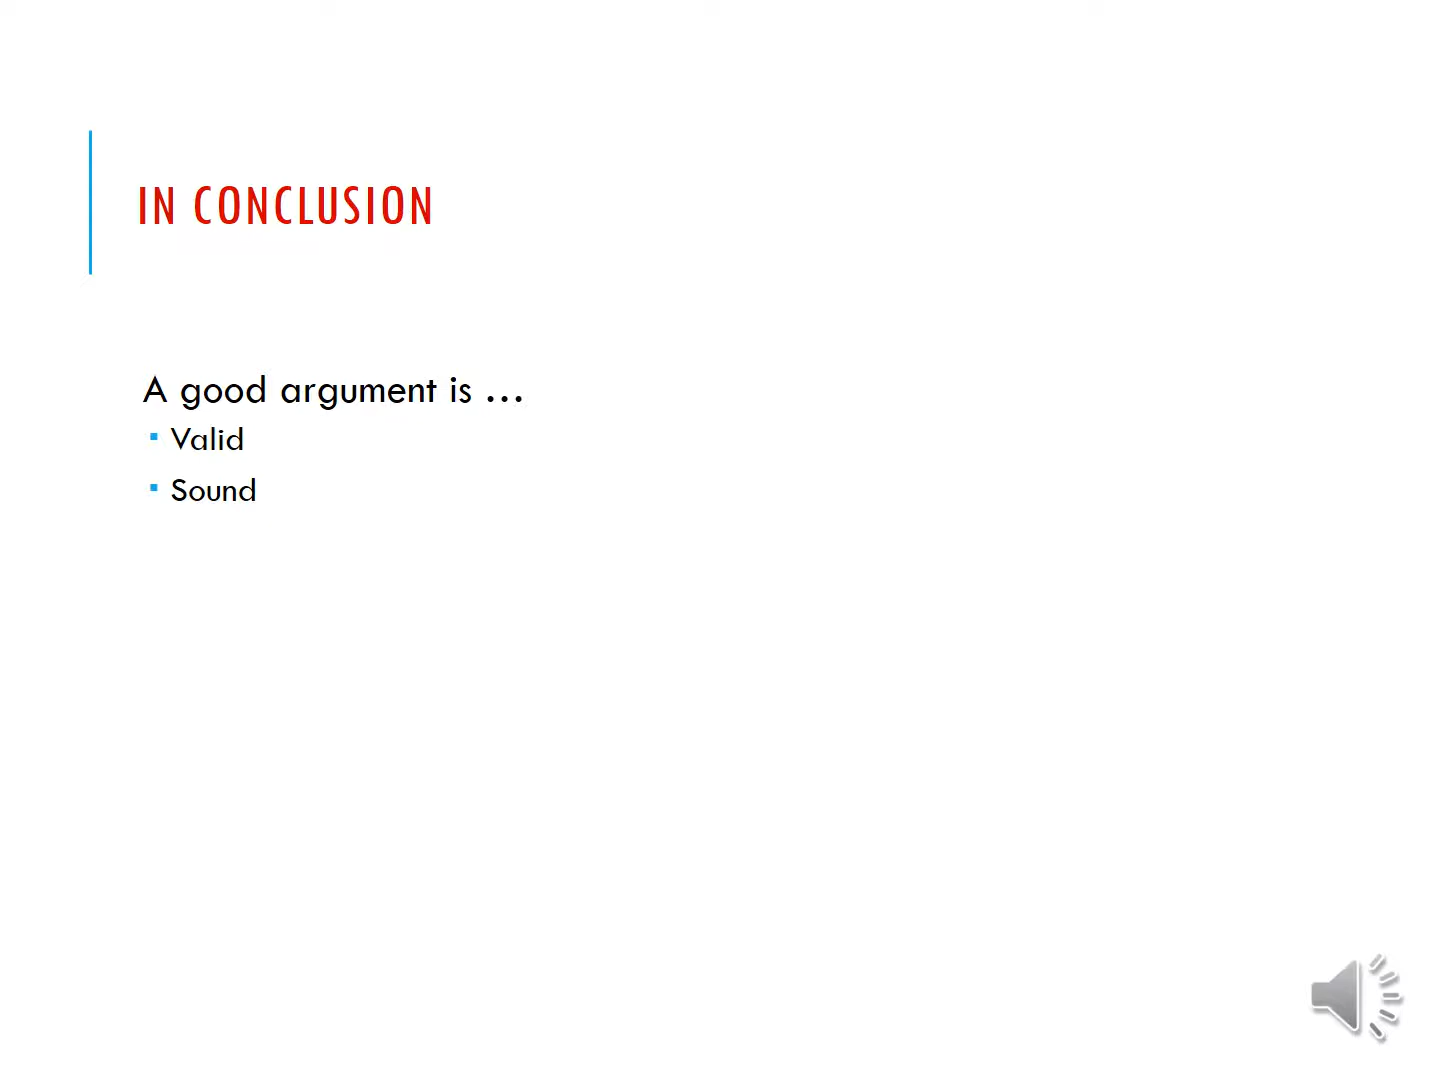 IN CONCLUSION
A good argument is …
▪ Valid
▪ Sound